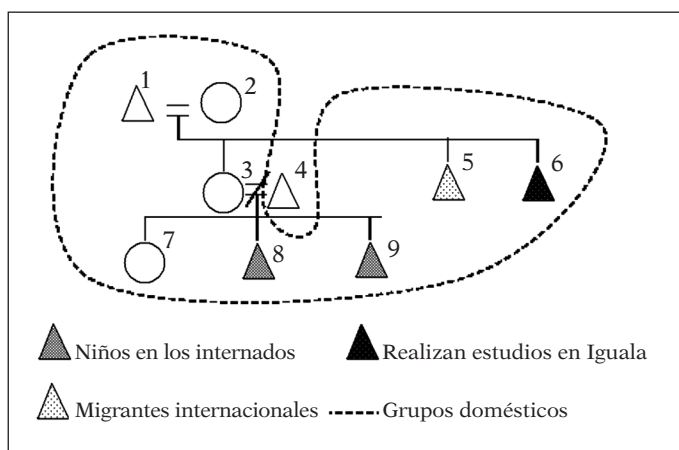 1
2
3
4
5
6
7
8
9
Niños en los internados
Realizan estudios en Iguala
Migrantes internacionales
Grupos domésticos